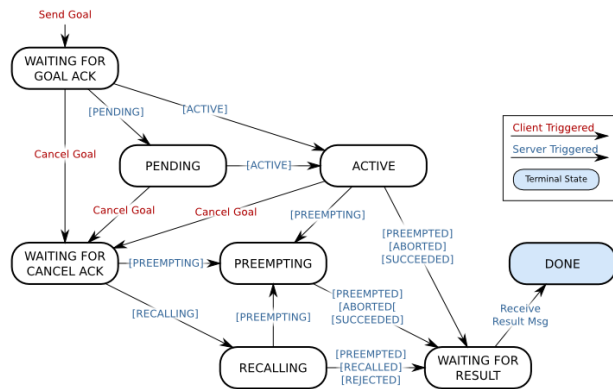 Send Goal
WAITING FOR
GOAL ACK
[PENDING]
[ACTIVE]
Client Triggered
Server Triggered
Terminal State
Cancel Goal
PENDING
[ACTIVE]
ACTIVE
Cancel Goal
Cancel Goal
[PREEMPTING]
[PREEMPTED]
[ABORTED]
[SUCCEEDED]
WAITING FOR
CANCEL ACK
[PREEMPTING]
PREEMPTING
DONE
[PREEMPTED]
[ABORTED[
[SUCCEEDED]
Receive
Result Msg
[RECALLING]
[PREEMPTING]
RECALLING
[PREEMPTED]
[RECALLED]
[REJECTED]
WAITING FOR
RESULT